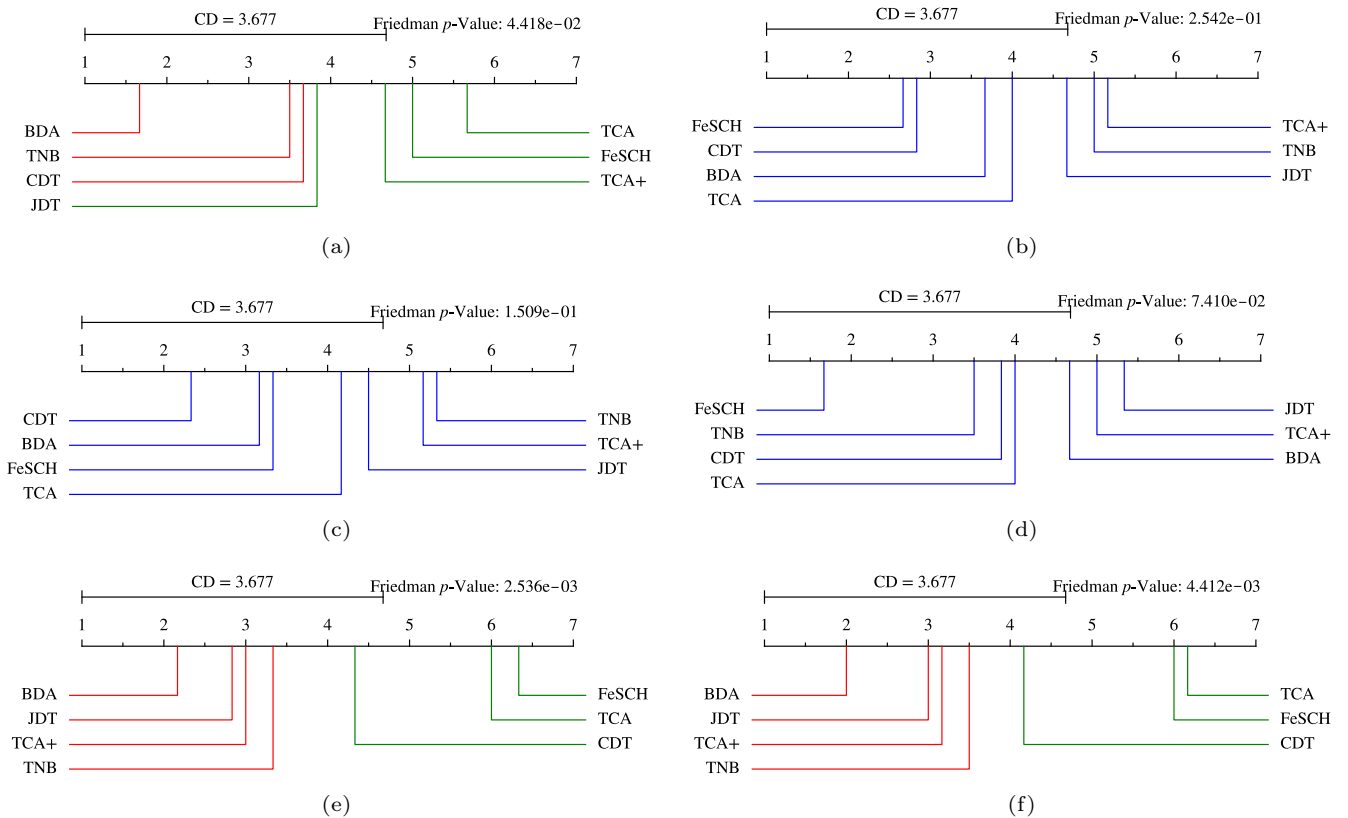 CD = 3.677
Friedman p-Value: 4.418e−02
1 2 3 4 5 6 7
BDA TCA
TNB FeSCH
CDT TCA+
JDT
(a)
CD = 3.677
Friedman p-Value: 2.542e−01
1 2 3 4 5 6 7
FeSCH TCA+
CDT TNB
BDA JDT
TCA
(b)
CD = 3.677
Friedman p-Value: 1.509e−01
1 2 3 4 5 6 7
CDT TNB
BDA TCA+
FeSCH JDT
TCA
(c)
CD = 3.677
Friedman p-Value: 7.410e−02
1 2 3 4 5 6 7
FeSCH JDT
TNB TCA+
CDT BDA
TCA
(d)
CD = 3.677
Friedman p-Value: 2.536e−03
1 2 3 4 5 6 7
BDA FeSCH
JDT TCA
TCA+ CDT
TNB
(e)
CD = 3.677
Friedman p-Value: 4.412e−03
1 2 3 4 5 6 7
BDA TCA
JDT FeSCH
TCA+ CDT
TNB
(f)